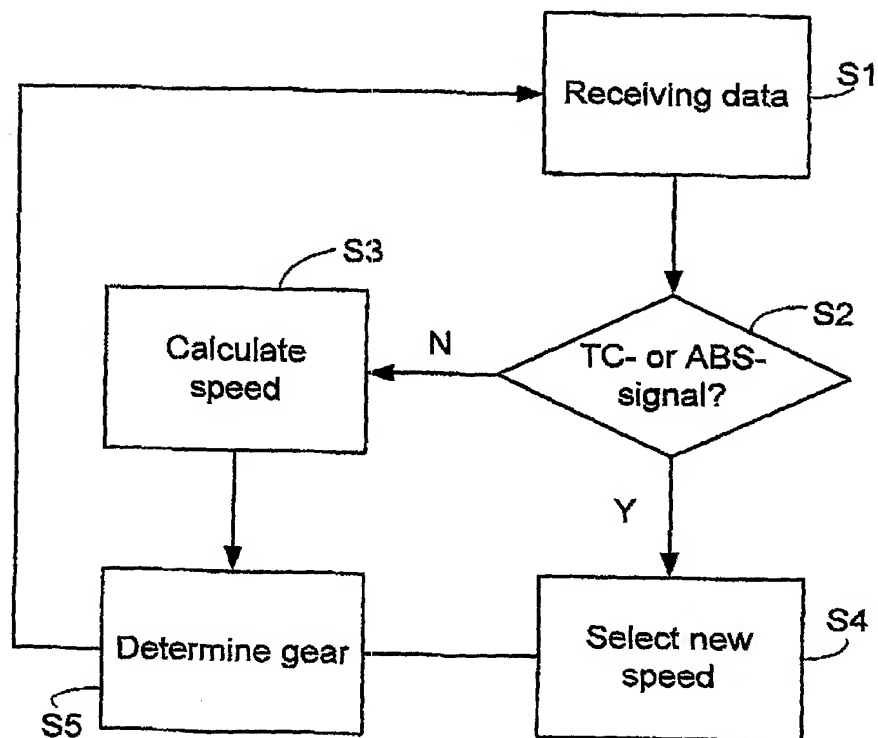 Receiving data
S1
S3
S2
Calculate
speed
N
TC- or ABS-
signal?
Y
Determine gear
Select new
speed
S4
S5